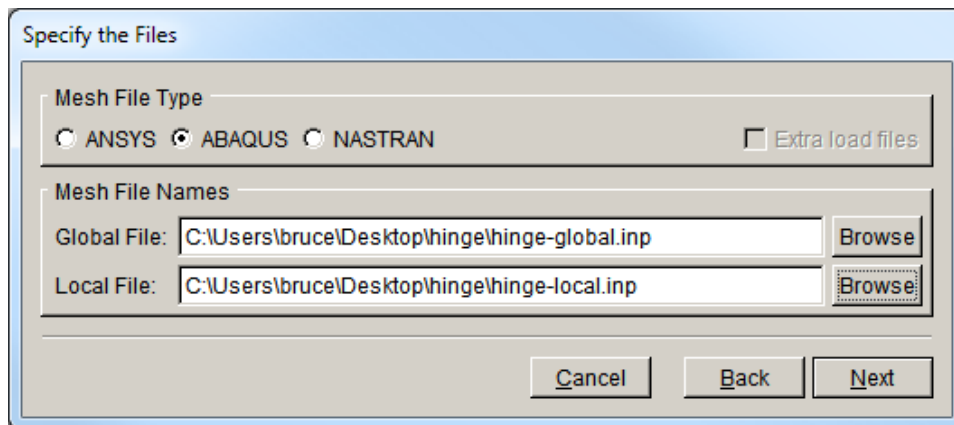 Specify the Files
Mesh File Type
ANSYS ABAQUS NASTRAN Extra load files
Mesh File Names
Global File: C:\Users\bruce\Desktop\hinge\hinge-global.inp Browse
Local File: C:\Users\bruce\Desktop\hinge\hinge-local.inp Browse
Cancel Back Next